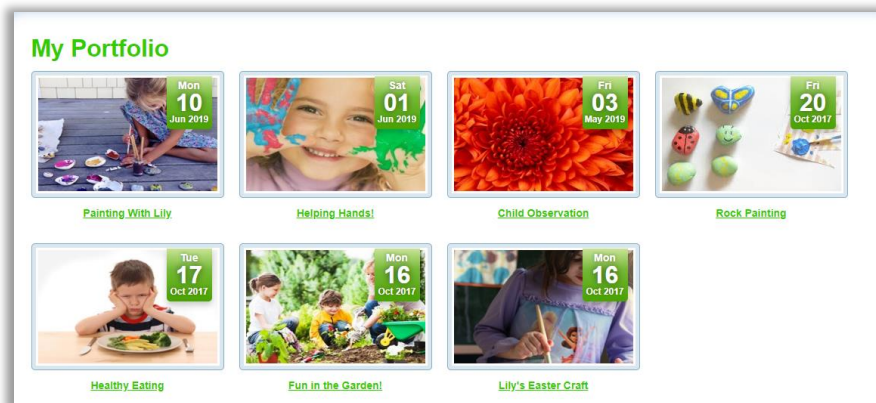 My Portfolio
Mon
10
Jun 2019
Sat
01
Jun 2019
Fri
03
May 2019
Fri
20
Oct 2017
Painting With Lily
Helping Hands!
Child Observation
Rock Painting
Tue
17
Oct 2017
Mon
16
Oct 2017
Mon
16
Oct 2017
Healthy Eating
Fun in the Garden!
Lily's Easter Craft